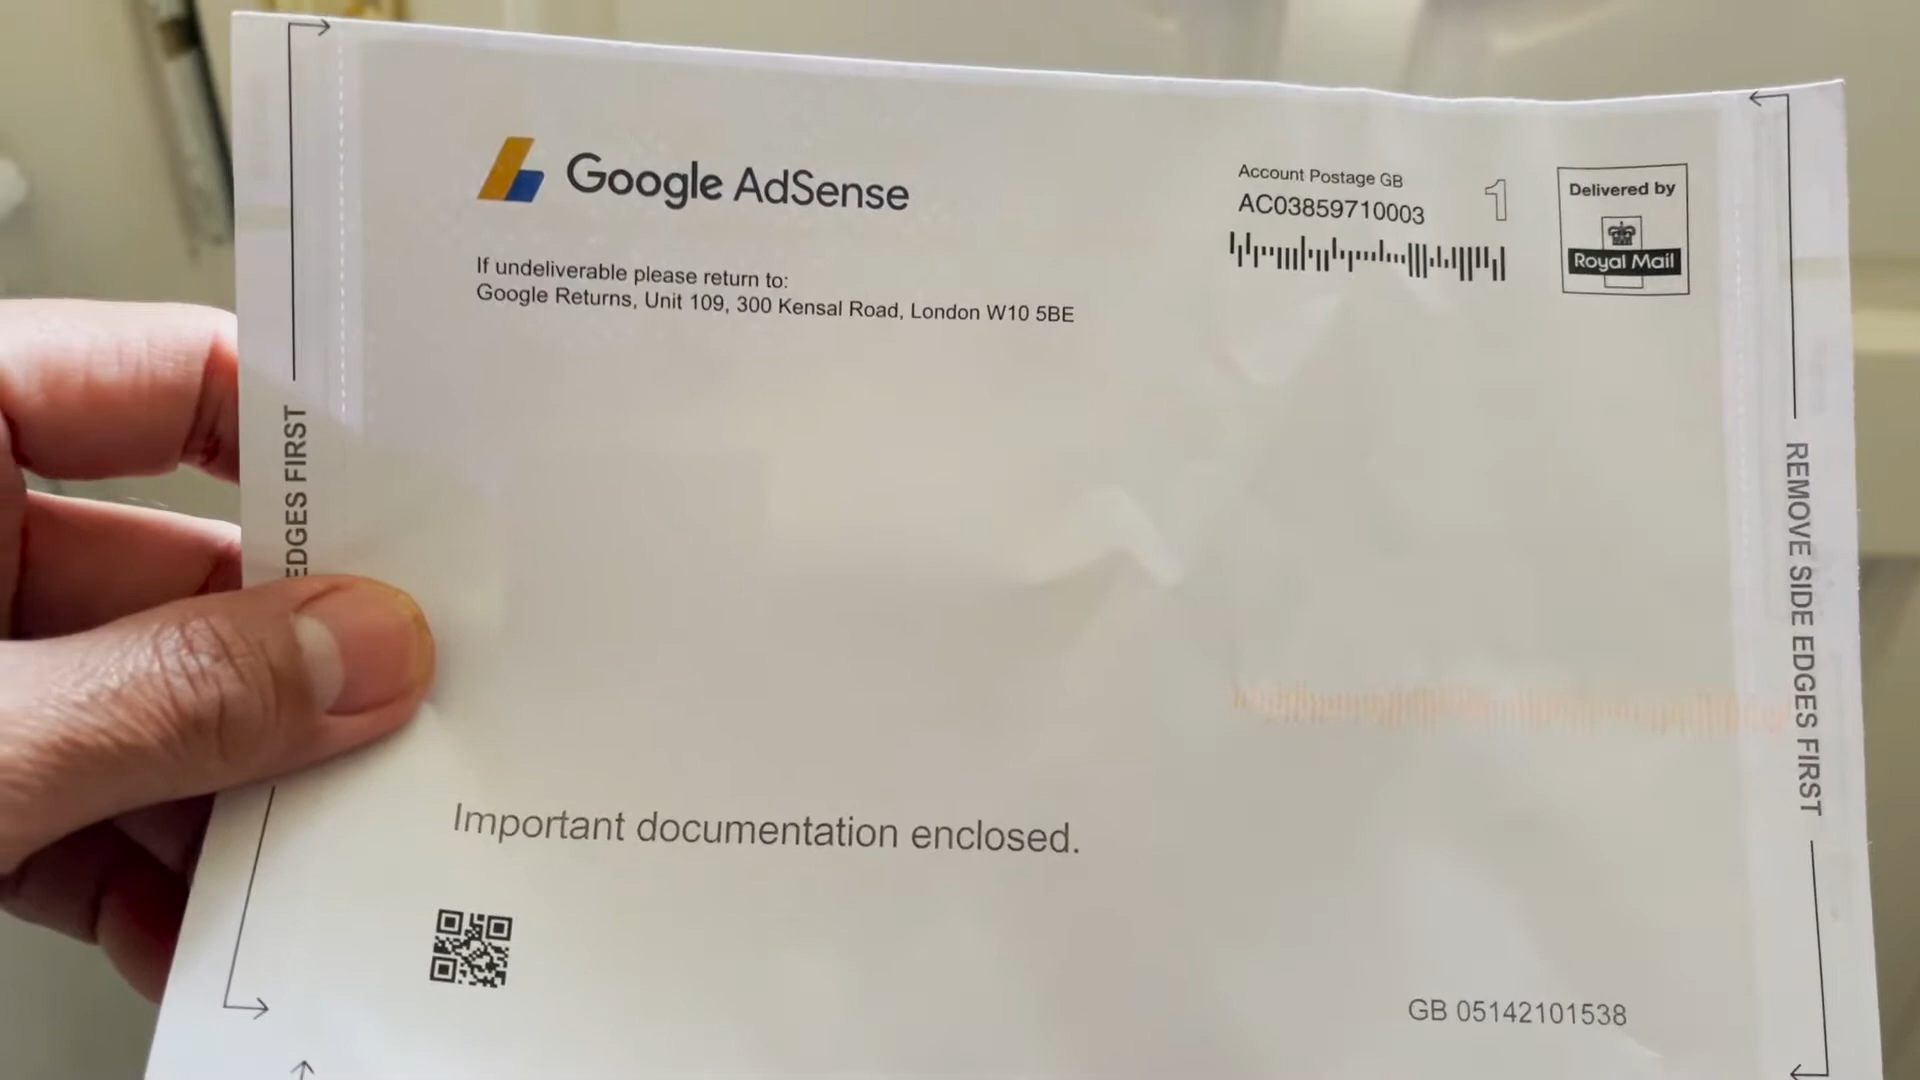 Google AdSense
Account Postage GB
AC03859710003
1
Delivered by
Royal Mail
If undeliverable please return to:
Google Returns, Unit 109, 300 Kensal Road, London W10 5BE
EDGES FIRST
REMOVE SIDE EDGES FIRST
Important documentation enclosed.
GB 05142101538